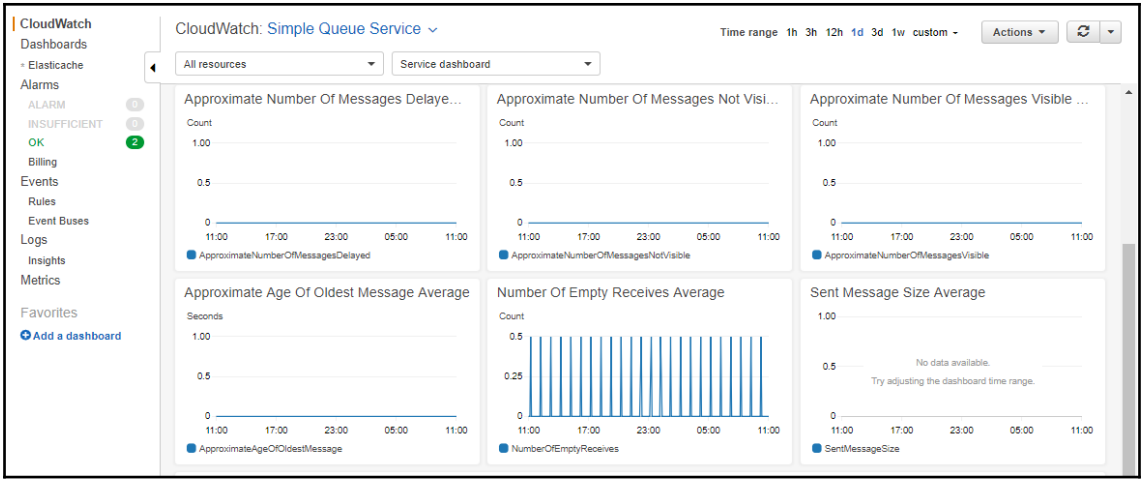 CloudWatch
Dashboards
Elasticache
Alarms
ALARM 0
INSUFFICIENT 0
OK 2
Billing
Events
Rules
Event Buses
Logs
Insights
Metrics
Favorites
Add a dashboard
CloudWatch: Simple Queue Service
Time range 1h 3h 12h 1d 3d 1w custom
Actions
All resources
Service dashboard
Approximate Number Of Messages Delaye...
Count
1.00
0.5
0
11:00 17:00 23:00 05:00 11:00
ApproximateNumberOfMessagesDelayed
Approximate Number Of Messages Not Visi...
Count
1.00
0.5
0
11:00 17:00 23:00 05:00 11:00
ApproximateNumberOfMessagesNotVisible
Approximate Number Of Messages Visible ...
Count
1.00
0.5
0
11:00 17:00 23:00 05:00 11:00
ApproximateNumberOfMessagesVisible
Approximate Age Of Oldest Message Average
Seconds
1.00
0.5
0
11:00 17:00 23:00 05:00 11:00
ApproximateAgeOfOldestMessage
Number Of Empty Receives Average
Count
0.5
0.25
0
11:00 17:00 23:00 05:00 11:00
NumberOfEmptyReceives
Sent Message Size Average
1.00
0.5
0
No data available.
Try adjusting the dashboard time range.
11:00 17:00 23:00 05:00 11:00
SentMessageSize